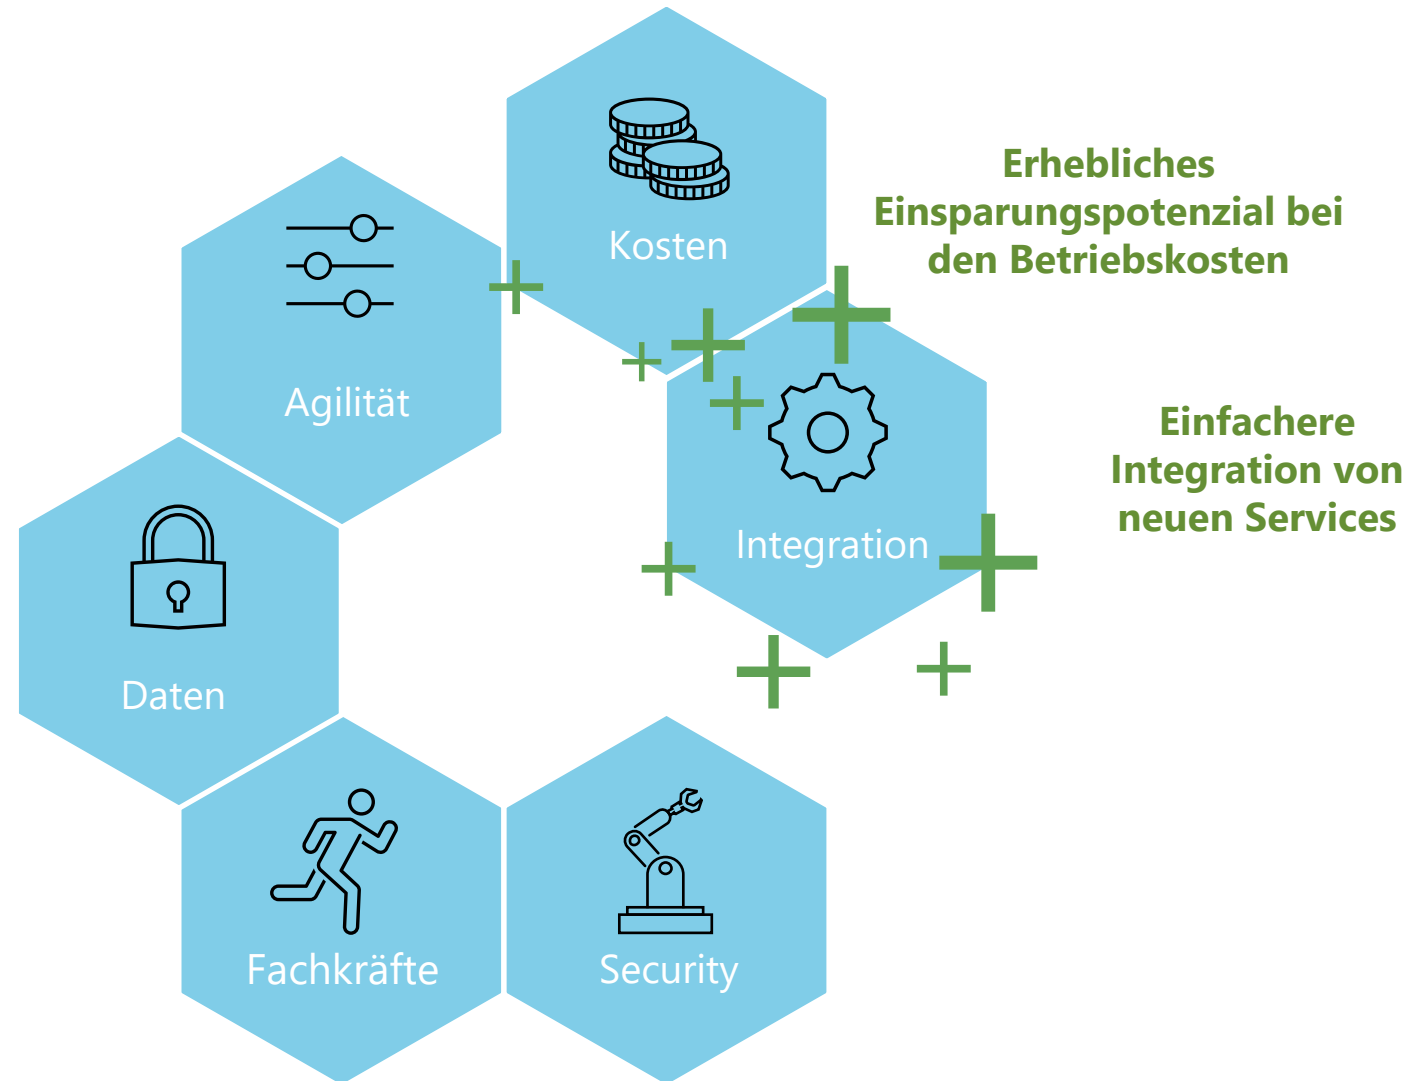 Kosten
Erhebliches
Einsparungspotenzial bei
den Betriebskosten
Agilität
Integration
Einfachere
Integration von
neuen Services
Daten
Fachkräfte
Security